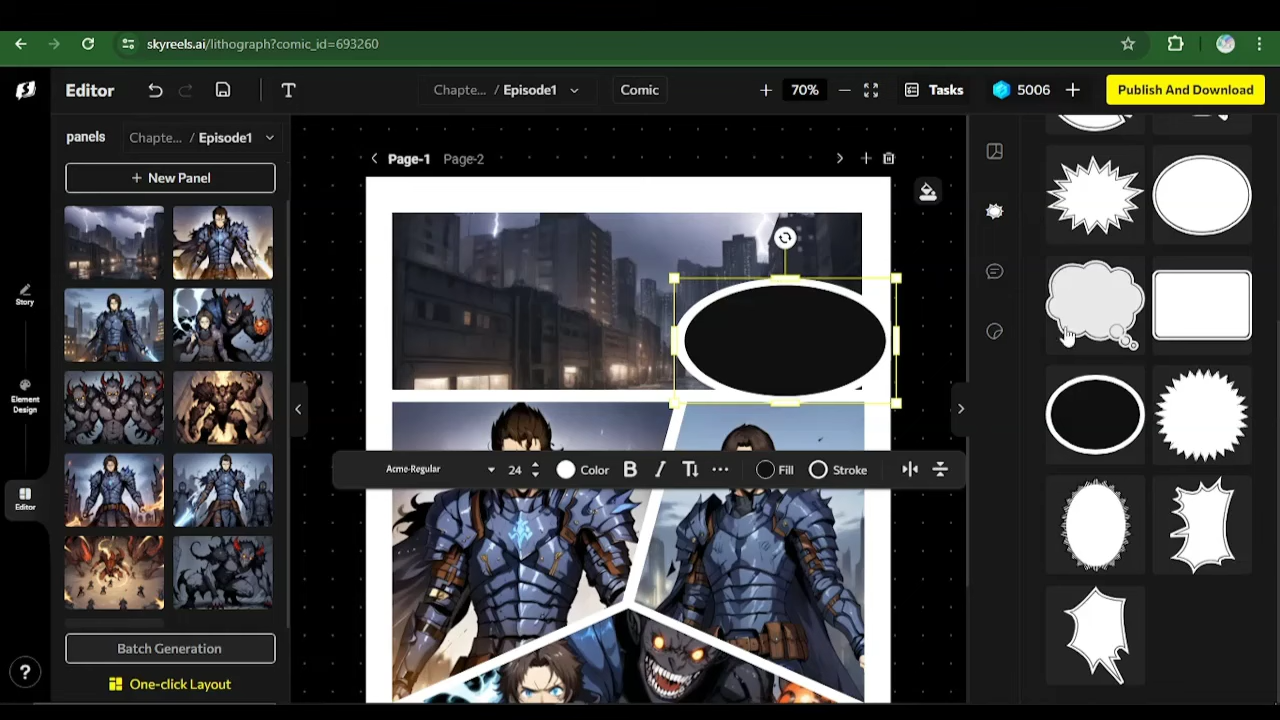 skyreels.ai/lithograph?comic_id=693260
Editor
Chapte... / Episode1
Comic
70%
Tasks
5006
Publish And Download
panels
Chapte... / Episode1
Page-1
Page-2
+ New Panel
Story
Element
Design
Editor
Acme-Regular
24
Color
Fill
Stroke
Batch Generation
One-click Layout